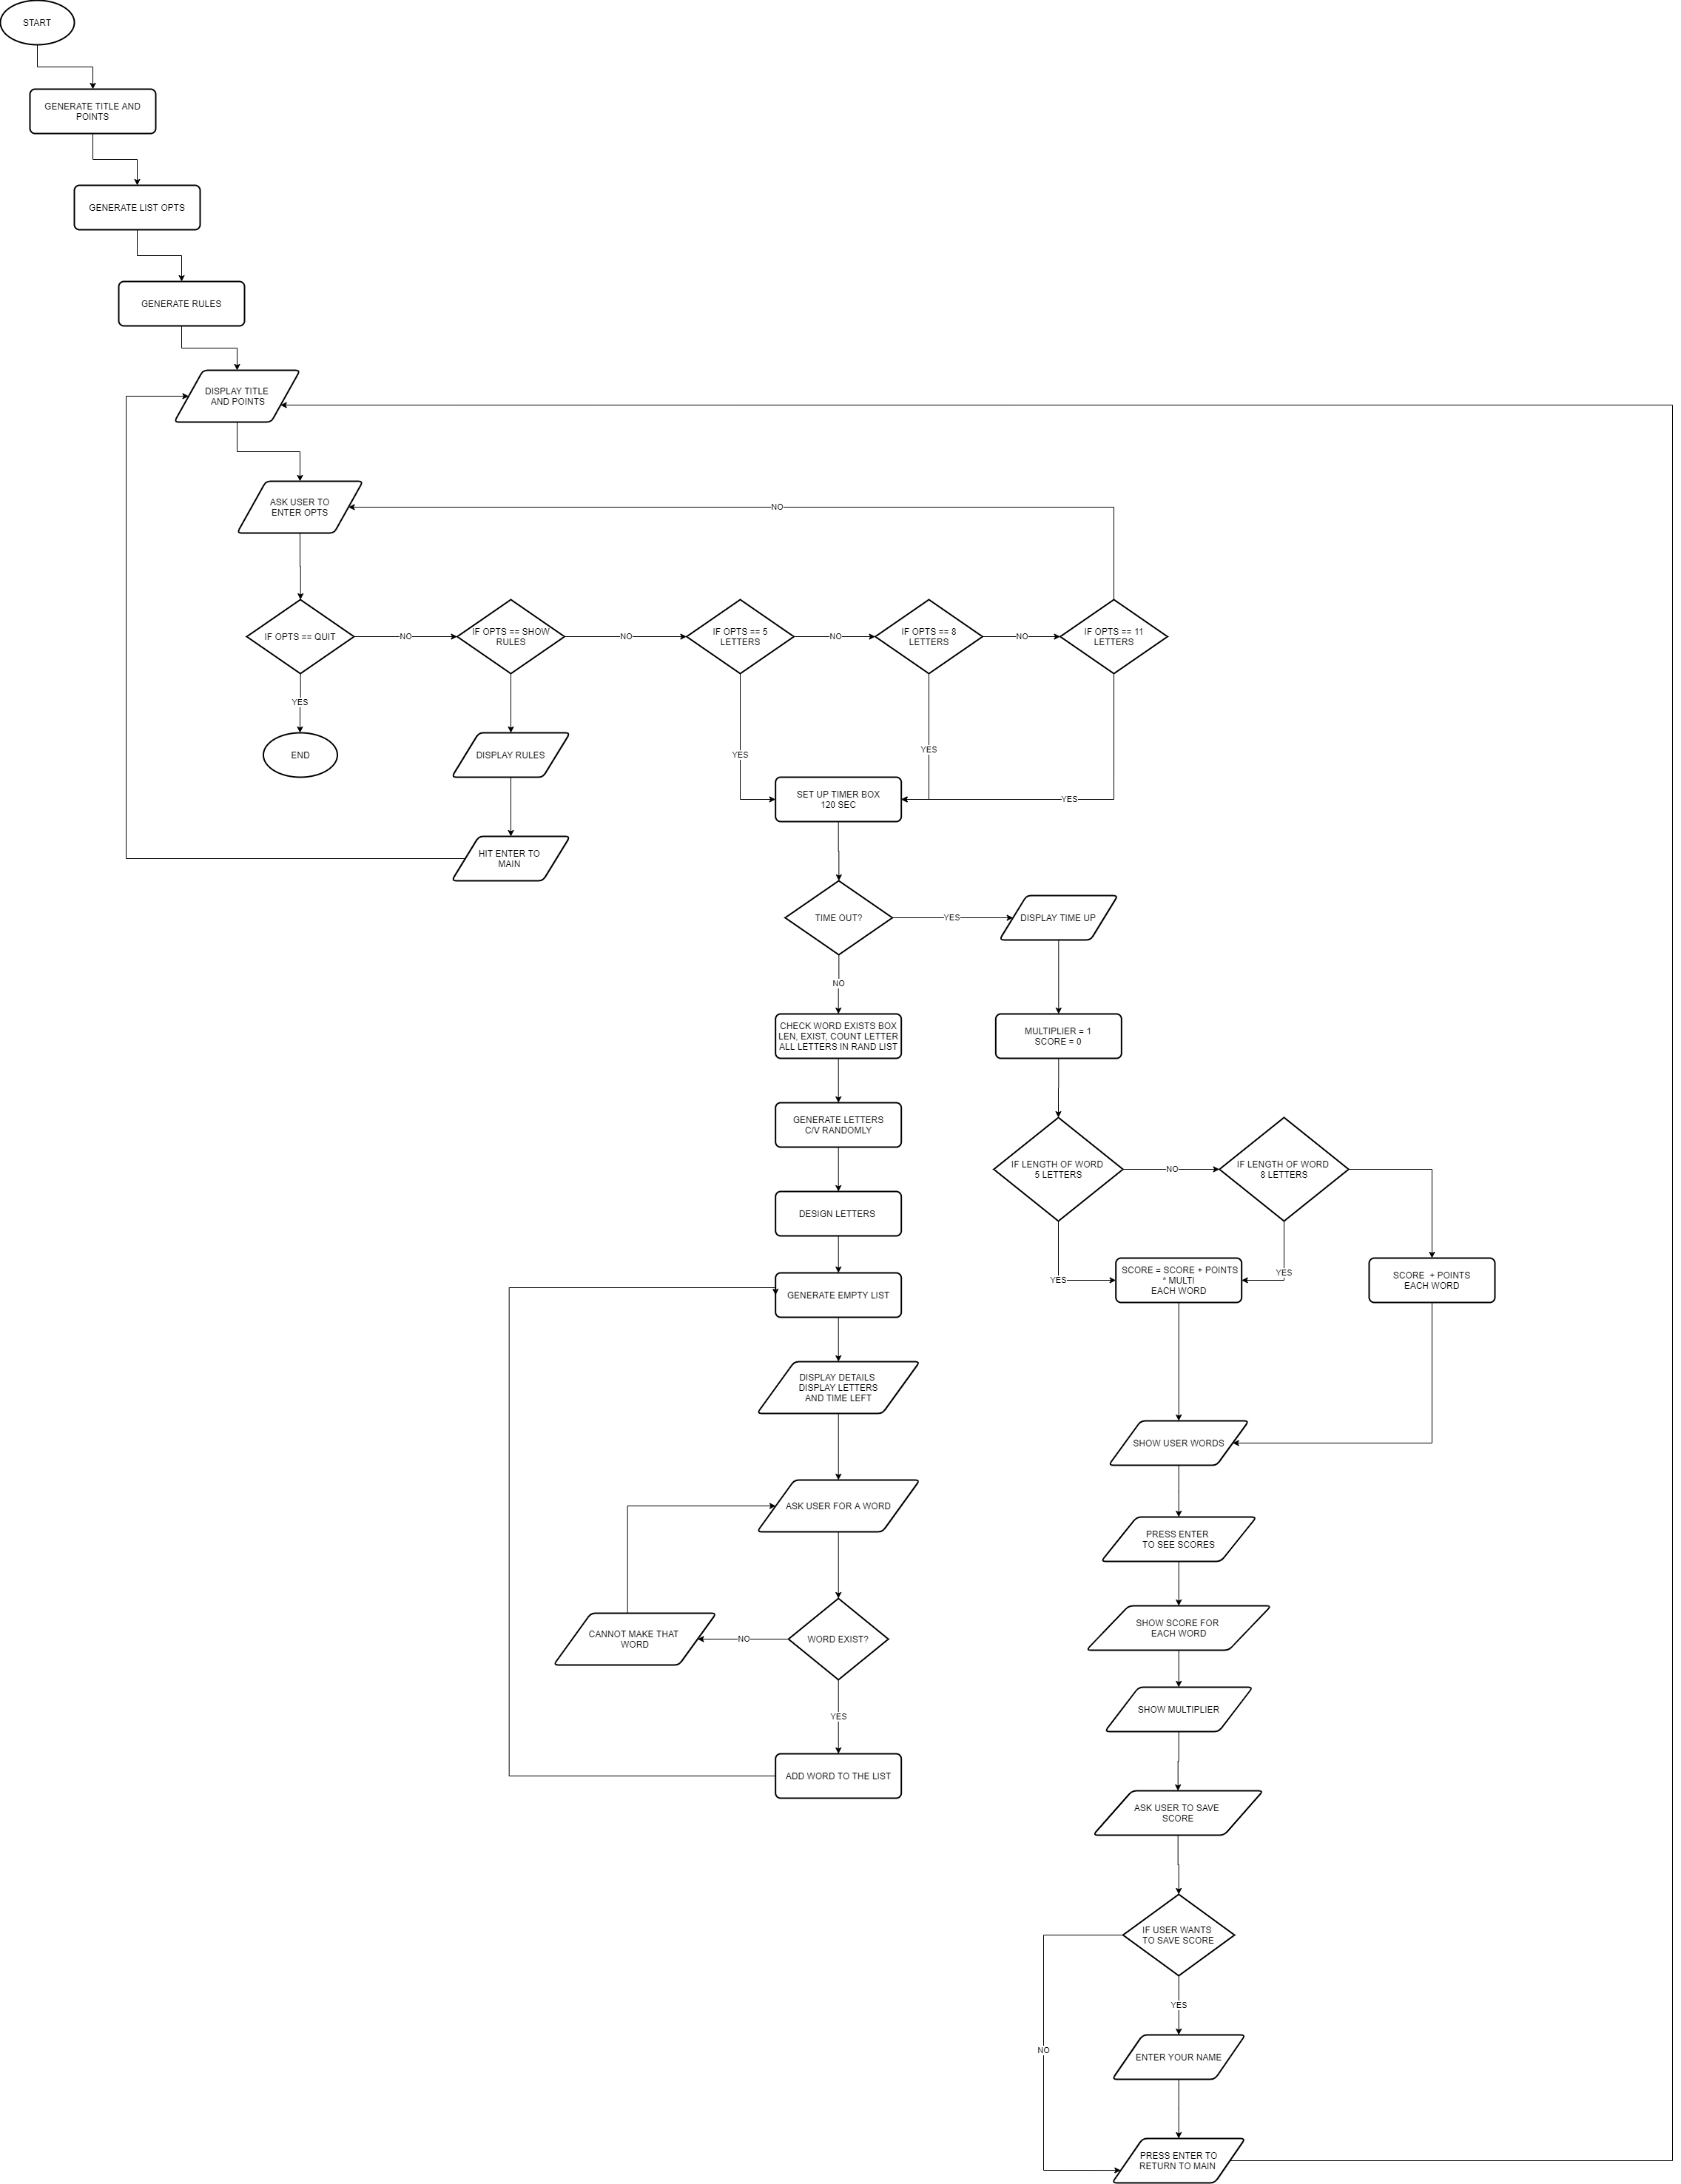 START
GENERATE TITLE AND
POINTS
GENERATE LIST OPTS
GENERATE RULES
DISPLAY TITLE
AND POINTS
ASK USER TO
ENTER OPTS
NO
IF OPTS == QUIT
NO
IF OPTS == SHOW
RULES
NO
IF OPTS == 5
LETTERS
NO
IF OPTS == 8
LETTERS
NO
IF OPTS == 11
LETTERS
YES
END
DISPLAY RULES
HIT ENTER TO
MAIN
YES
YES
YES
SET UP TIMER BOX
120 SEC
TIME OUT?
YES
DISPLAY TIME UP
NO
CHECK WORD EXISTS BOX
LEN, EXIST, COUNT LETTER
ALL LETTERS IN RAND LIST
GENERATE LETTERS
C/V RANDOMLY
DESIGN LETTERS
GENERATE EMPTY LIST
DISPLAY DETAILS
DISPLAY LETTERS
AND TIME LEFT
ASK USER FOR A WORD
WORD EXIST?
NO
CANNOT MAKE THAT
WORD
YES
ADD WORD TO THE LIST
MULTIPLIER = 1
SCORE = 0
IF LENGTH OF WORD
5 LETTERS
NO
IF LENGTH OF WORD
8 LETTERS
YES
SCORE = SCORE + POINTS
* MULTI
EACH WORD
YES
SCORE + POINTS
EACH WORD
SHOW USER WORDS
PRESS ENTER
TO SEE SCORES
SHOW SCORE FOR
EACH WORD
SHOW MULTIPLIER
ASK USER TO SAVE
SCORE
IF USER WANTS
TO SAVE SCORE
YES
NO
ENTER YOUR NAME
PRESS ENTER TO
RETURN TO MAIN